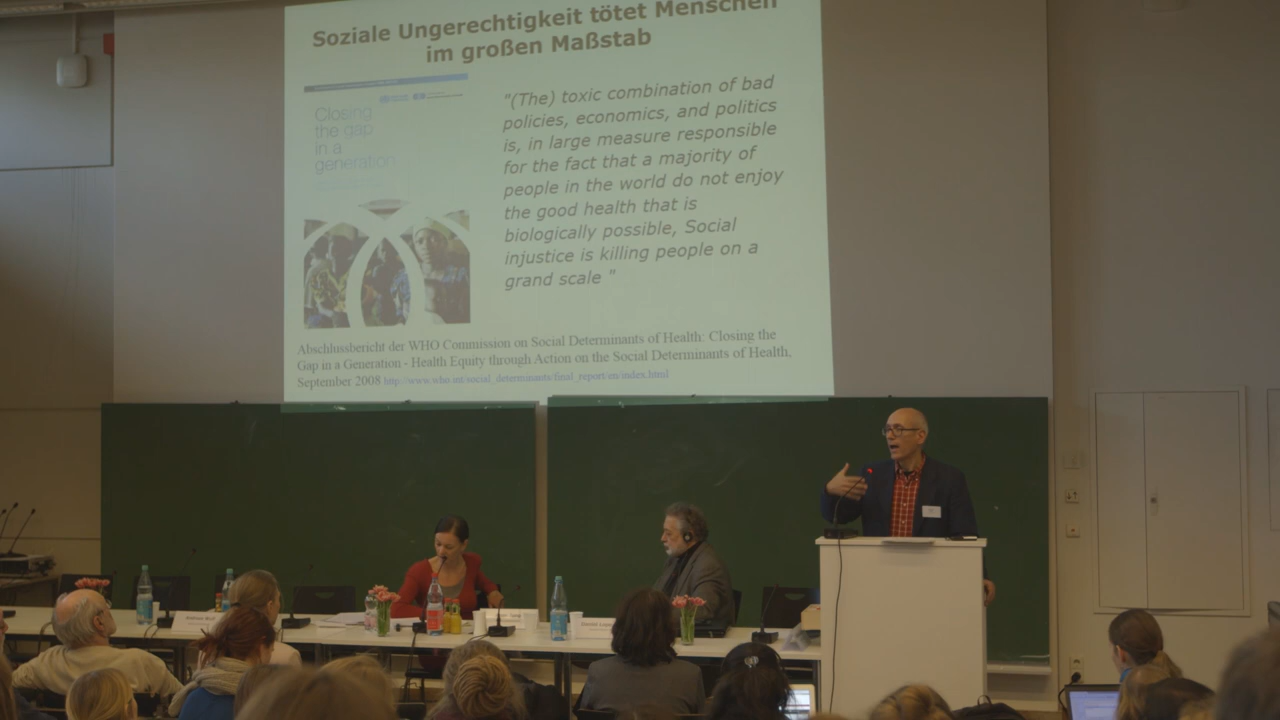 Soziale Ungerechtigkeit tötet Menschen
im großen Maßstab
Closing
the gap
in a
generation
"(The) toxic combination of bad
policies, economics, and politics
is, in large measure responsible
for the fact that a majority of
people in the world do not enjoy
the good health that is
biologically possible, Social
injustice is killing people on a
grand scale "
Abschlussbericht der WHO Commission on Social Determinants of Health: Closing the
Gap in a Generation - Health Equity through Action on the Social Determinants of Health,
September 2008 http://www.who.int/social_determinants/final_report/en/index.html